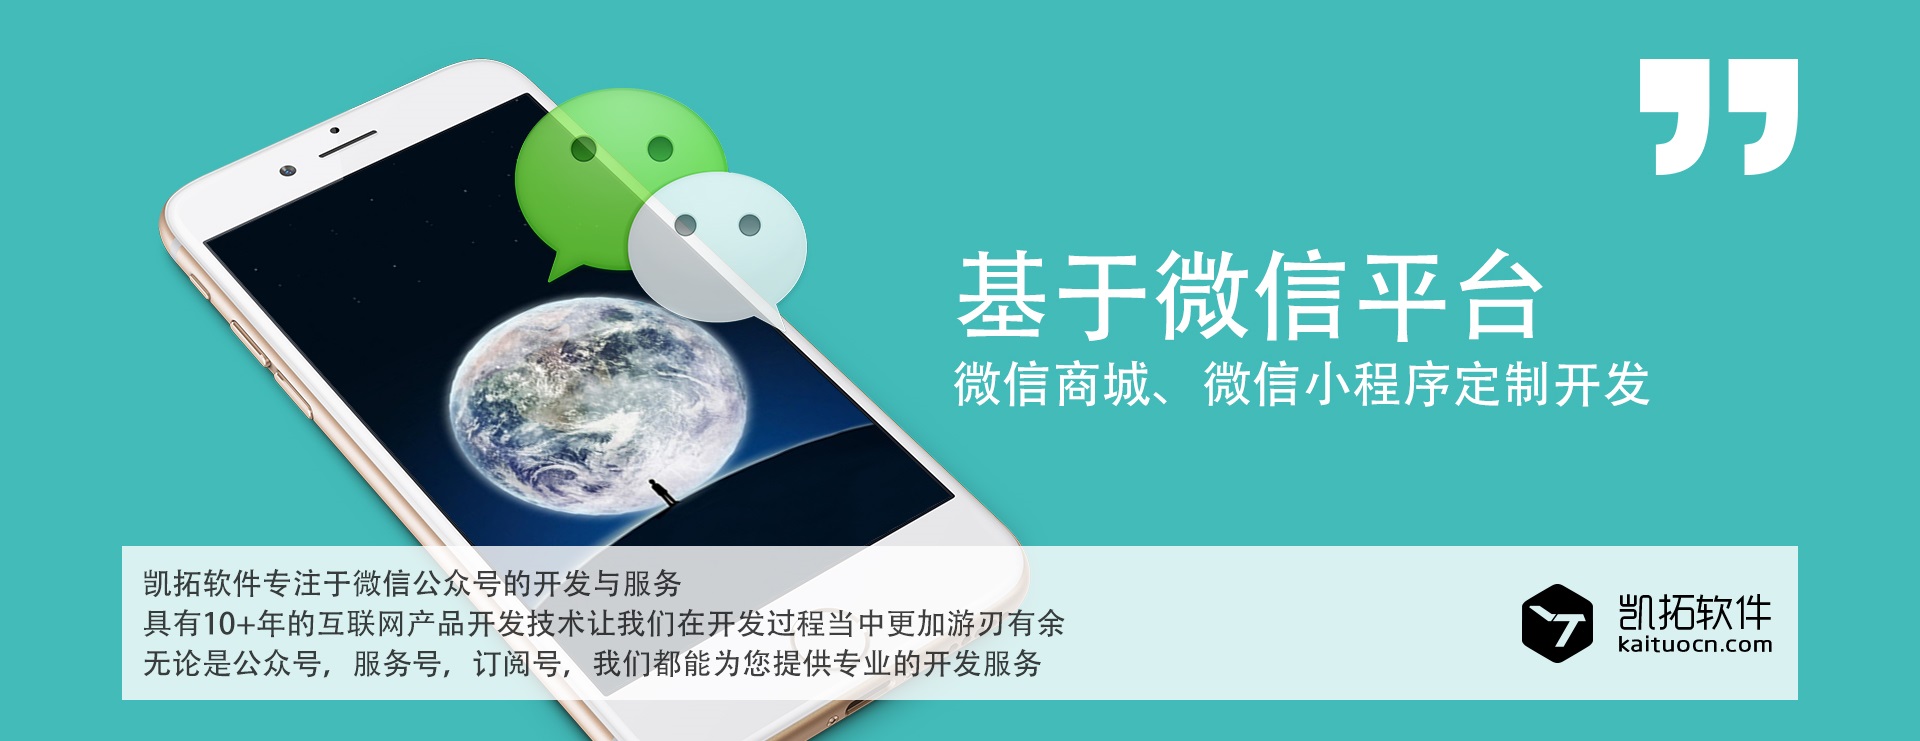 基于微信平台
微信商城、微信小程序定制开发
凯拓软件专注于微信公众号的开发与服务
具有10+年的互联网产品开发技术让我们在开发过程当中更加游刃有余
无论是公众号，服务号，订阅号，我们都能为您提供专业的开发服务
凯拓软件
kaituocn.com